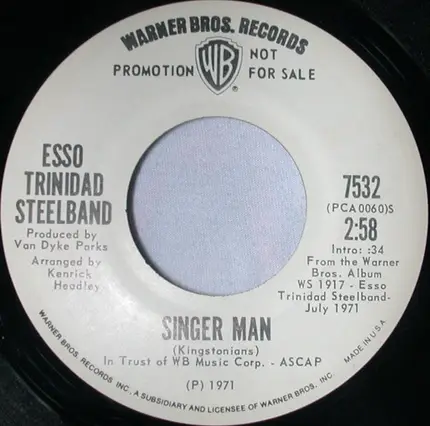 WARNER BROS. RECORDS
PROMOTION WB NOT
FOR SALE
®
ESSO
TRINIDAD
STEELBAND
Produced by
Van Dyke Parks
Arranged by
Kenrick
Headley
7532
(PCA0060)S
2:58
Intro: :34
From the Warner
Bros. Album
WS 1917 - Esso
Trinidad Steelband-
July 1971
SINGER MAN
(Kingstonians)
In Trust of WB Music Corp. - ASCAP
(P) 1971
WARNER BROS. RECORDS INC. A SUBSIDIARY AND LICENSEE OF WARNER BROS. INC. MADE IN U.S.A.